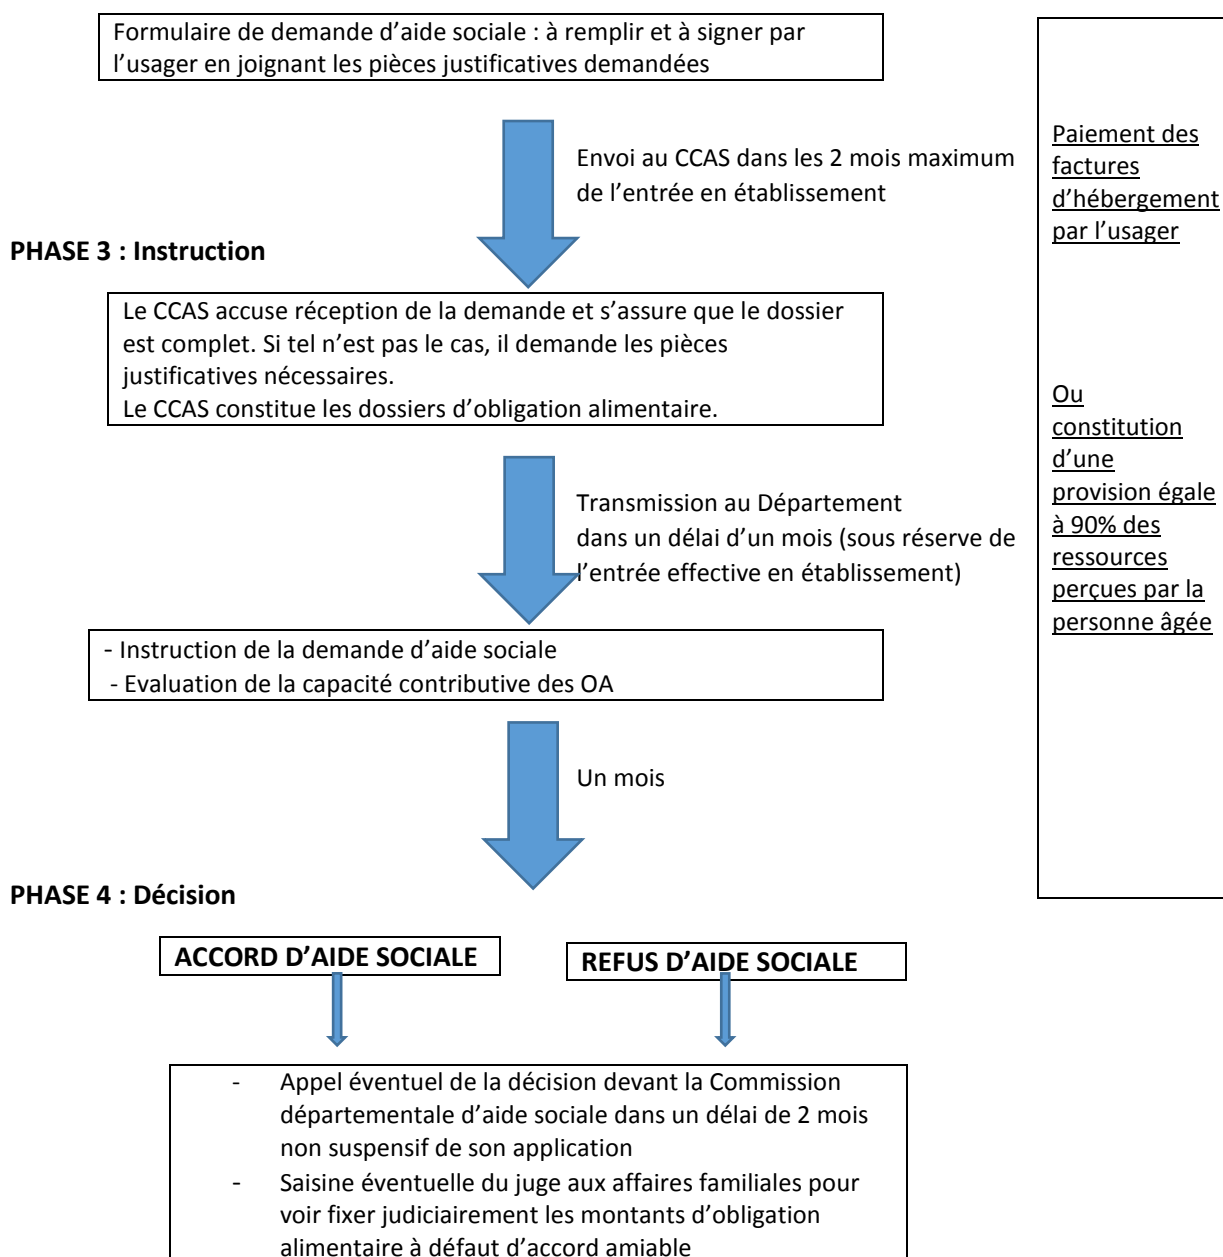 Formulaire de demande d’aide sociale : à remplir et à signer par
l’usager en joignant les pièces justificatives demandées
Envoi au CCAS dans les 2 mois maximum
de l’entrée en établissement
PHASE 3 : Instruction
Le CCAS accuse réception de la demande et s’assure que le dossier
est complet. Si tel n’est pas le cas, il demande les pièces
justificatives nécessaires.
Le CCAS constitue les dossiers d’obligation alimentaire.
Transmission au Département
dans un délai d’un mois (sous réserve de
l’entrée effective en établissement)
- Instruction de la demande d’aide sociale
- Evaluation de la capacité contributive des OA
Un mois
PHASE 4 : Décision
ACCORD D’AIDE SOCIALE
REFUS D’AIDE SOCIALE
- Appel éventuel de la décision devant la Commission
départementale d’aide sociale dans un délai de 2 mois
non suspensif de son application
- Saisine éventuelle du juge aux affaires familiales pour
voir fixer judiciairement les montants d’obligation
alimentaire à défaut d’accord amiable
Paiement des
factures
d’hébergement
par l’usager
Ou
constitution
d’une
provision égale
à 90% des
ressources
perçues par la
personne âgée